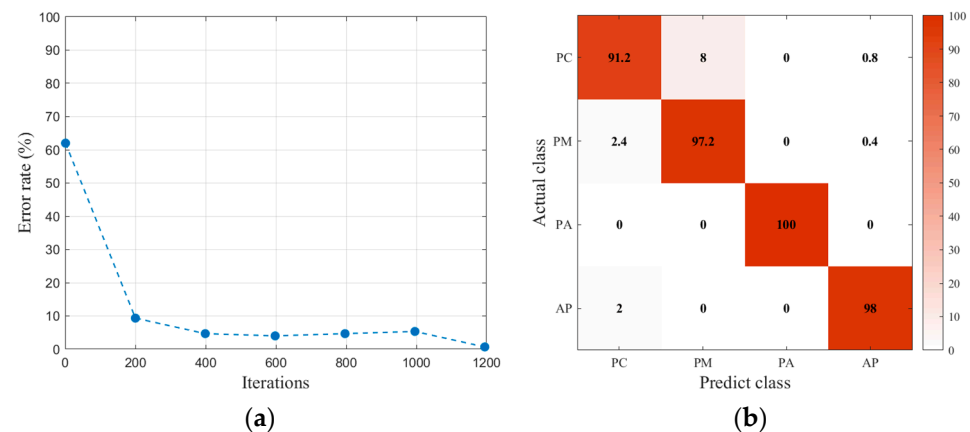 100
90
80
70
60
50
40
30
20
10
0
0 200 400 600 800 1000 1200
Error rate (%)
Iterations
(a)
PC 91.2 8 0 0.8
PM 2.4 97.2 0 0.4
PA 0 0 100 0
AP 2 0 0 98
PC PM PA AP
Actual class
Predict class
100
90
80
70
60
50
40
30
20
10
0
(b)